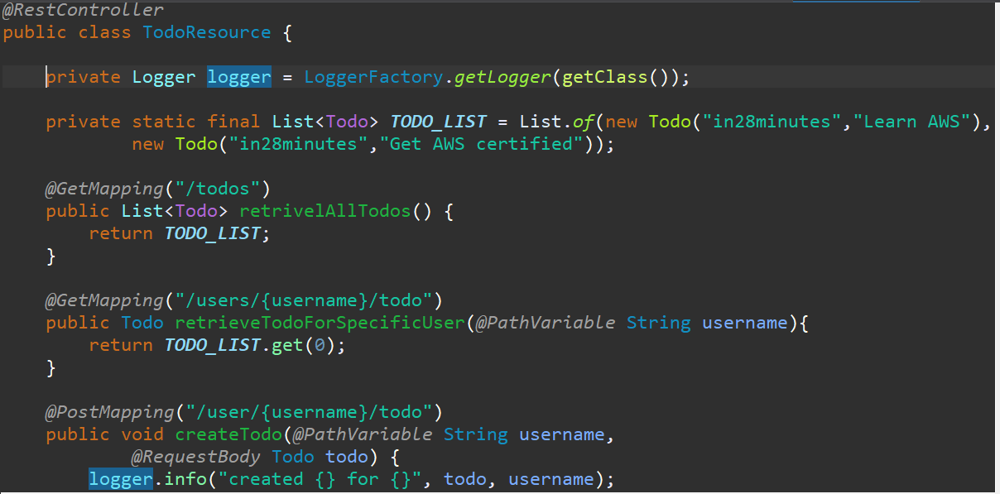 @RestController
public class TodoResource {
private Logger logger = LoggerFactory.getLogger(getClass());
private static final List<Todo> TODO_LIST = List.of(new Todo("in28minutes","Learn AWS"),
new Todo("in28minutes","Get AWS certified"));
@GetMapping("/todos")
public List<Todo> retrivelAllTodos() {
return TODO_LIST;
}
@GetMapping("/users/{username}/todo")
public Todo retrieveTodoForSpecificUser(@PathVariable String username){
return TODO_LIST.get(0);
}
@PostMapping("/user/{username}/todo")
public void createTodo(@PathVariable String username,
@RequestBody Todo todo) {
logger.info("created {} for {}", todo, username);